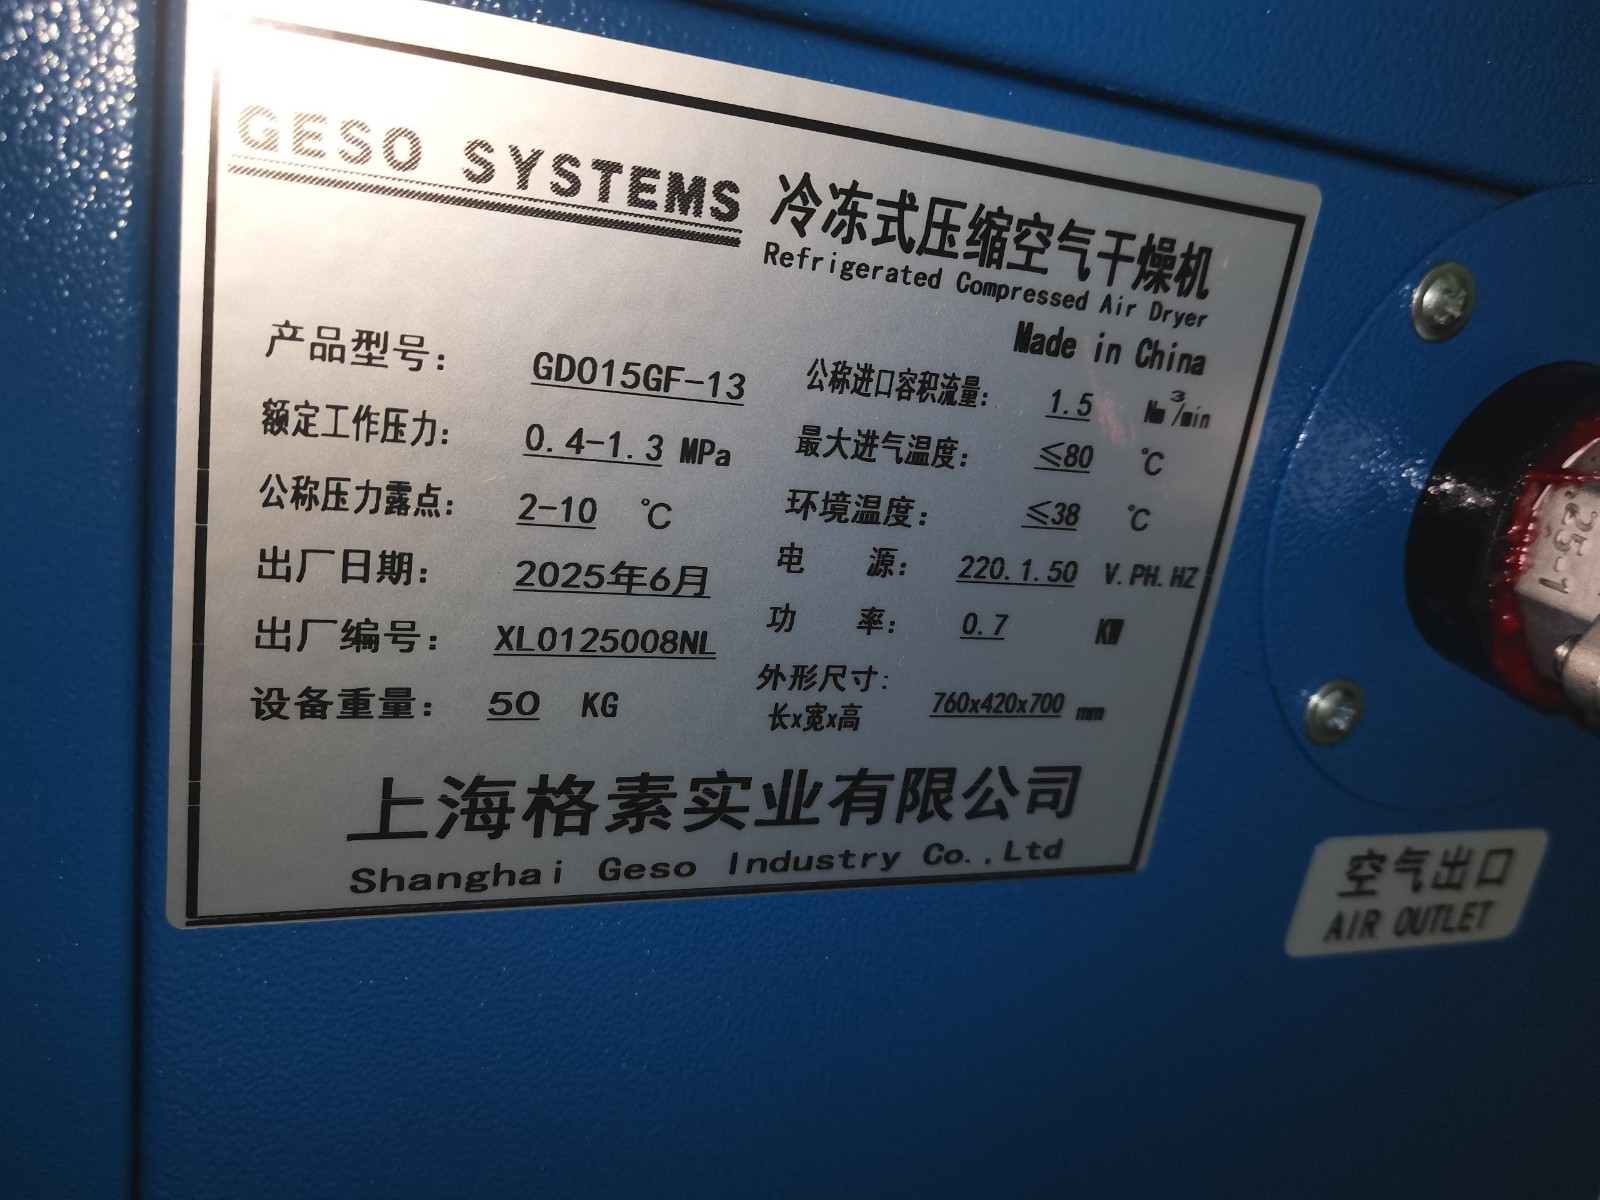 GESO SYSTEMS
冷冻式压缩空气干燥机
Refrigerated Compressed Air Dryer
Made in China
产品型号: GD015GF-13
公称进口容积流量: 1.5 Nm³/min
额定工作压力: 0.4-1.3 MPa
最大进气温度: ≤80 ℃
公称压力露点: 2-10 ℃
环境温度: ≤38 ℃
出厂日期: 2025年6月
电 源: 220.1.50 V.PH.HZ
出厂编号: XL0125008NL
功 率: 0.7 KW
设备重量: 50 KG
外形尺寸:
长x宽x高 760x420x700 mm
上海格素实业有限公司
Shanghai Geso Industry Co.,Ltd
空气出口
AIR OUTLET
25-1